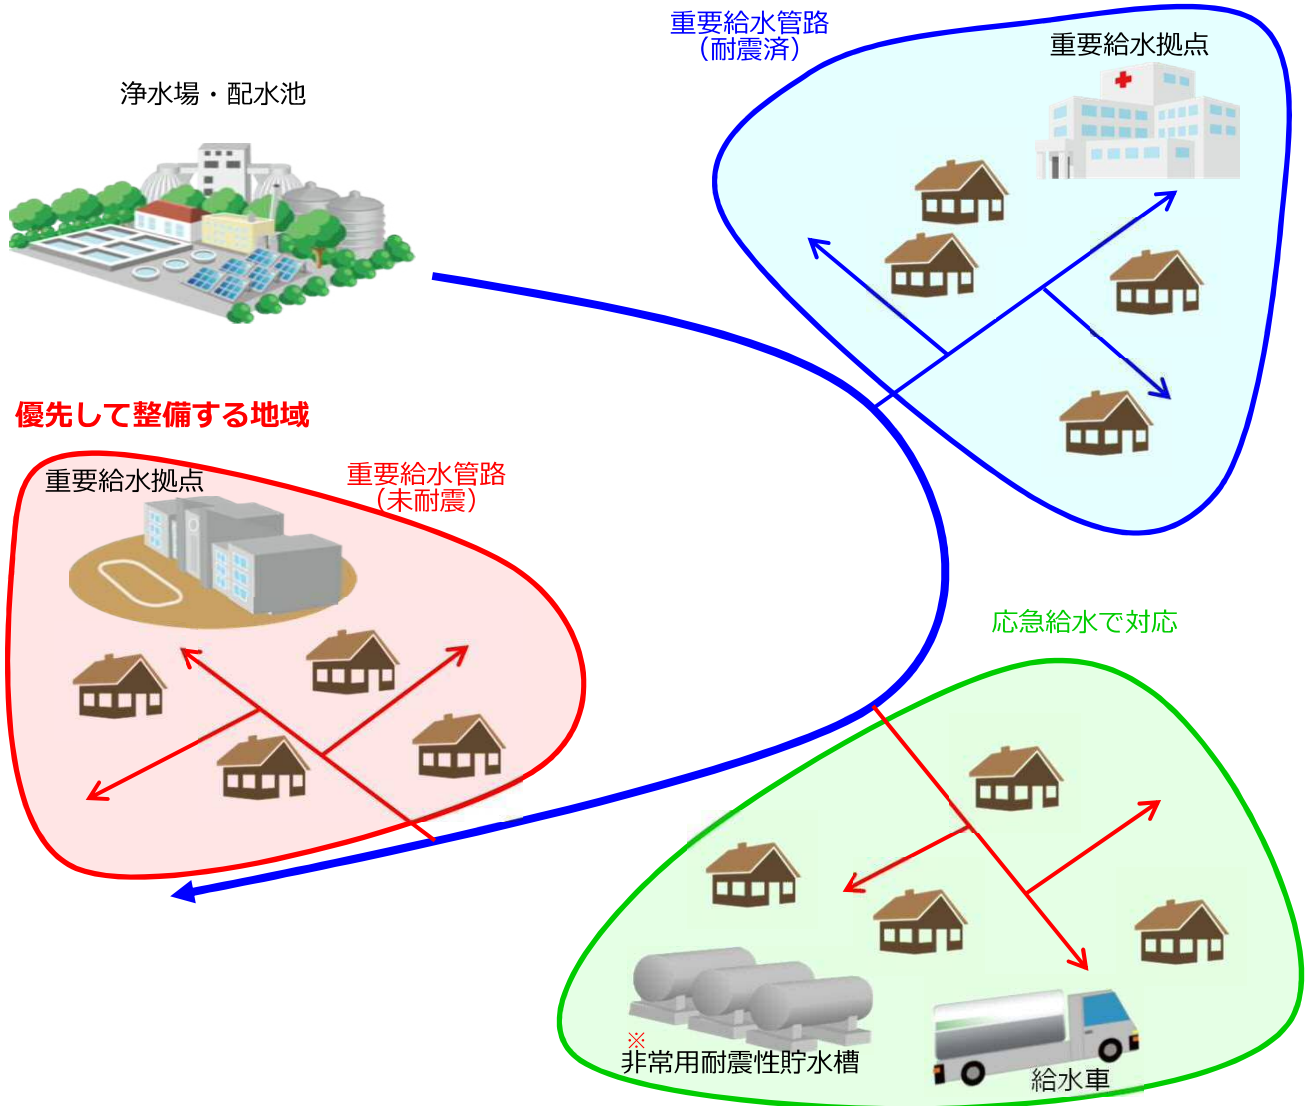 重要給水管路
（耐震済）
重要給水拠点
浄水場・配水池
優先して整備する地域
重要給水拠点
重要給水管路
（未耐震）
応急給水で対応
※
非常用耐震性貯水槽
給水車